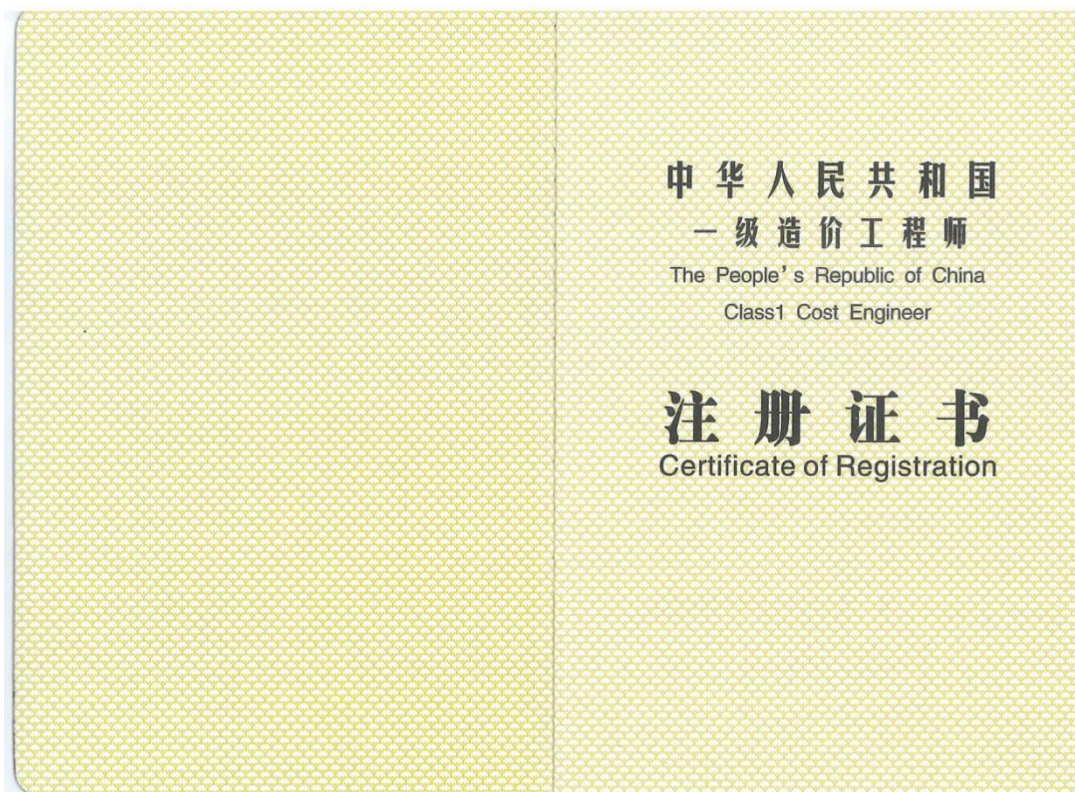 中华人民共和国
一级造价工程师
The People's Republic of China
Class1 Cost Engineer
注册证书
Certificate of Registration